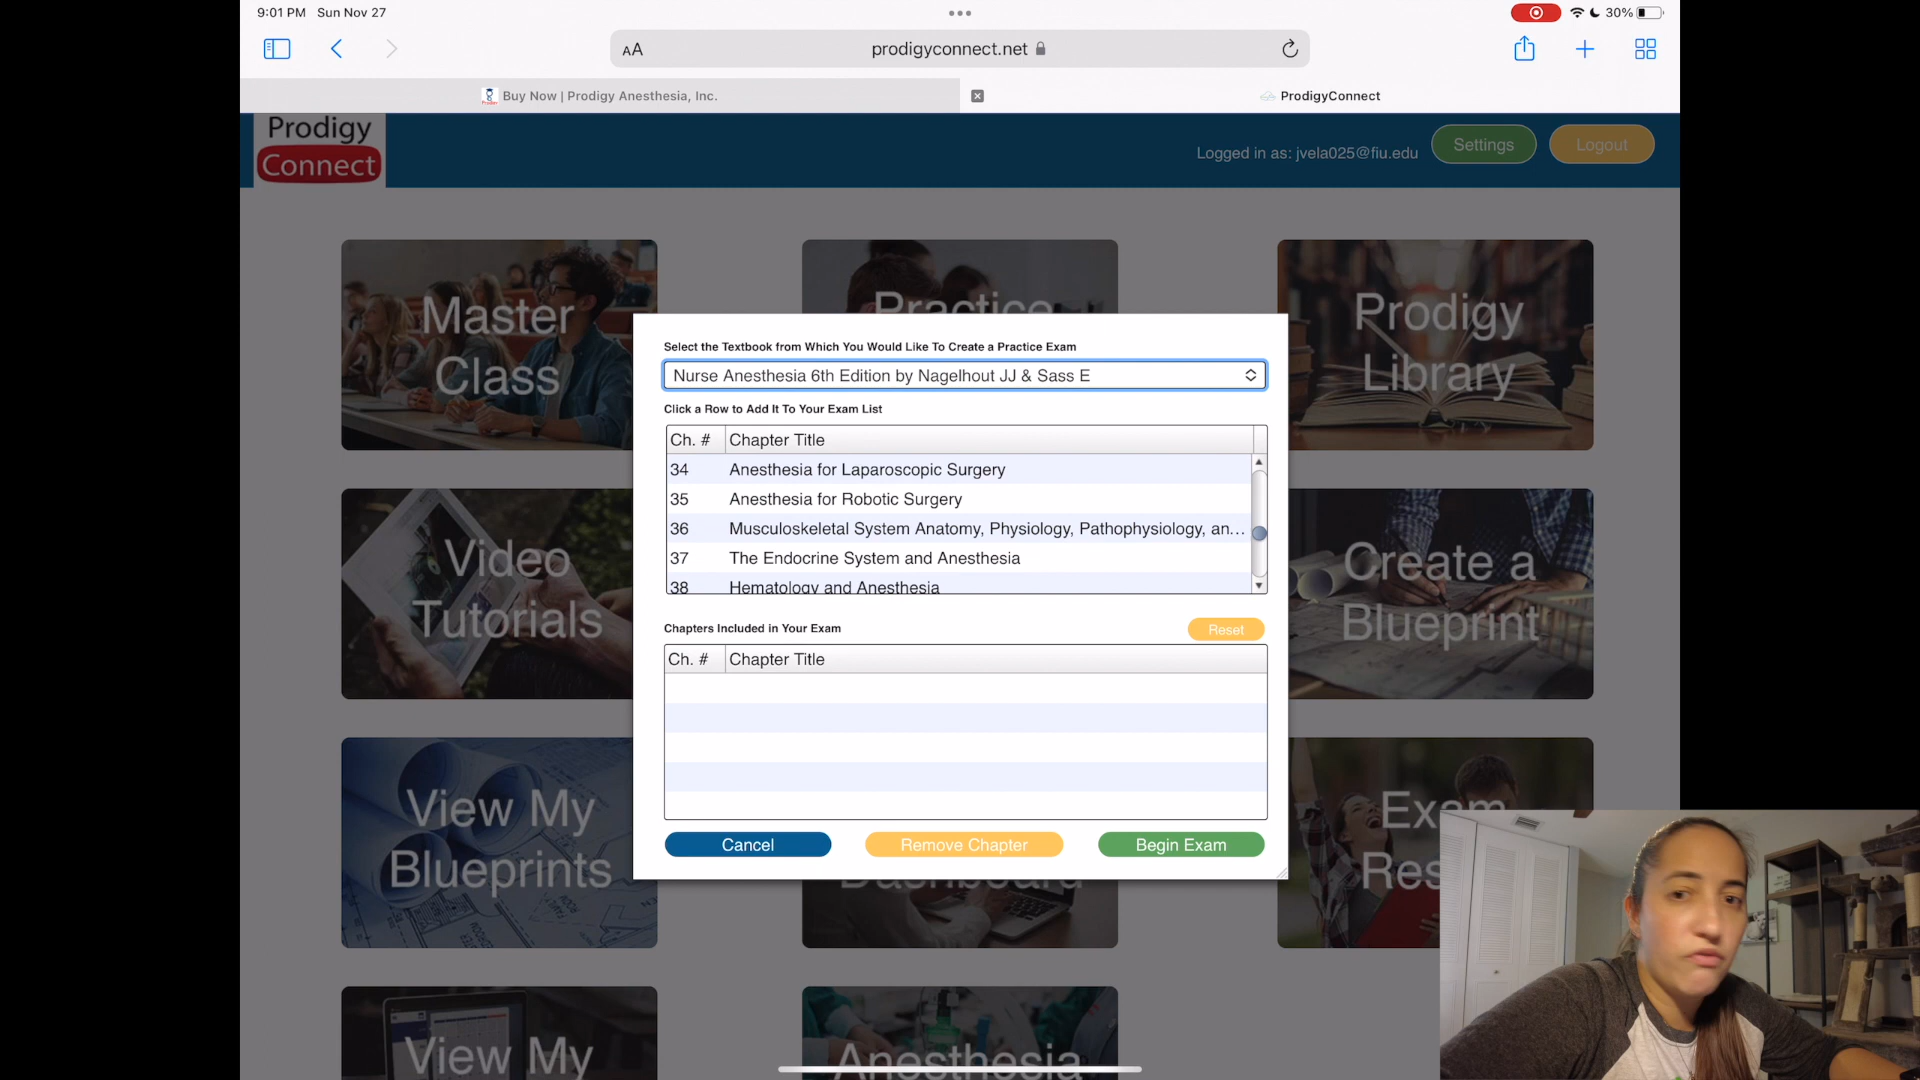 9:01 PM Sun Nov 27
30%
AA
prodigyconnect.net
Buy Now | Prodigy Anesthesia, Inc.
ProdigyConnect
Prodigy
Connect
Logged in as: jvela025@fiu.edu
Settings
Logout
Master
Class
Practice
Prodigy
Library
Select the Textbook from Which You Would Like To Create a Practice Exam
Nurse Anesthesia 6th Edition by Nagelhout JJ & Sass E
Click a Row to Add It To Your Exam List
Ch. # Chapter Title
34 Anesthesia for Laparoscopic Surgery
35 Anesthesia for Robotic Surgery
36 Musculoskeletal System Anatomy, Physiology, Pathophysiology, an...
37 The Endocrine System and Anesthesia
38 Hematology and Anesthesia
Video
Tutorials
Create a
Blueprint
Chapters Included in Your Exam
Reset
Ch. # Chapter Title
Cancel
Remove Chapter
Begin Exam
View My
Blueprints
Dashboard
Exam
Res
View My
Anesthesia